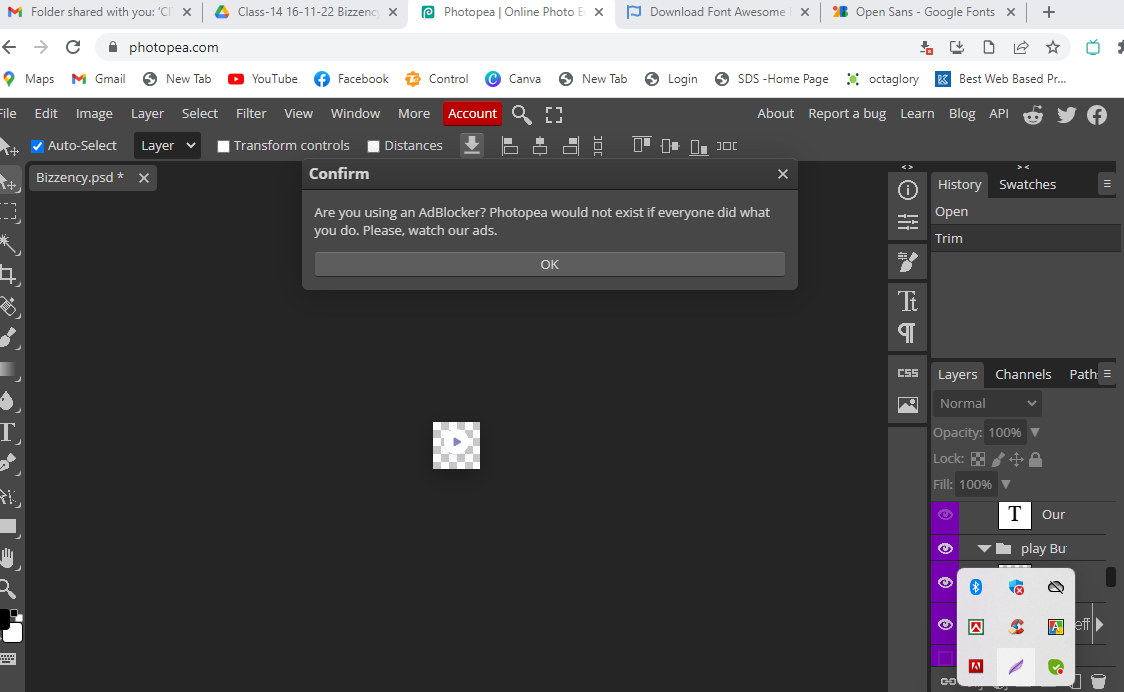 Folder shared with you: 'Cl
Class-14 16-11-22 Bizzency
Photopea | Online Photo E
Download Font Awesome
Open Sans - Google Fonts
photopea.com
Maps
Gmail
New Tab
YouTube
Facebook
Control
Canva
New Tab
Login
SDS -Home Page
octaglory
Best Web Based Pr...
File Edit Image Layer Select Filter View Window More Account
About Report a bug Learn Blog API
Auto-Select
Layer
Transform controls
Distances
Bizzency.psd *
Confirm
Are you using an AdBlocker? Photopea would not exist if everyone did what
you do. Please, watch our ads.
OK
History Swatches
Open
Trim
CSS
Layers Channels Path
Normal
Opacity: 100%
Lock:
Fill: 100%
T Our
play Bu
eff